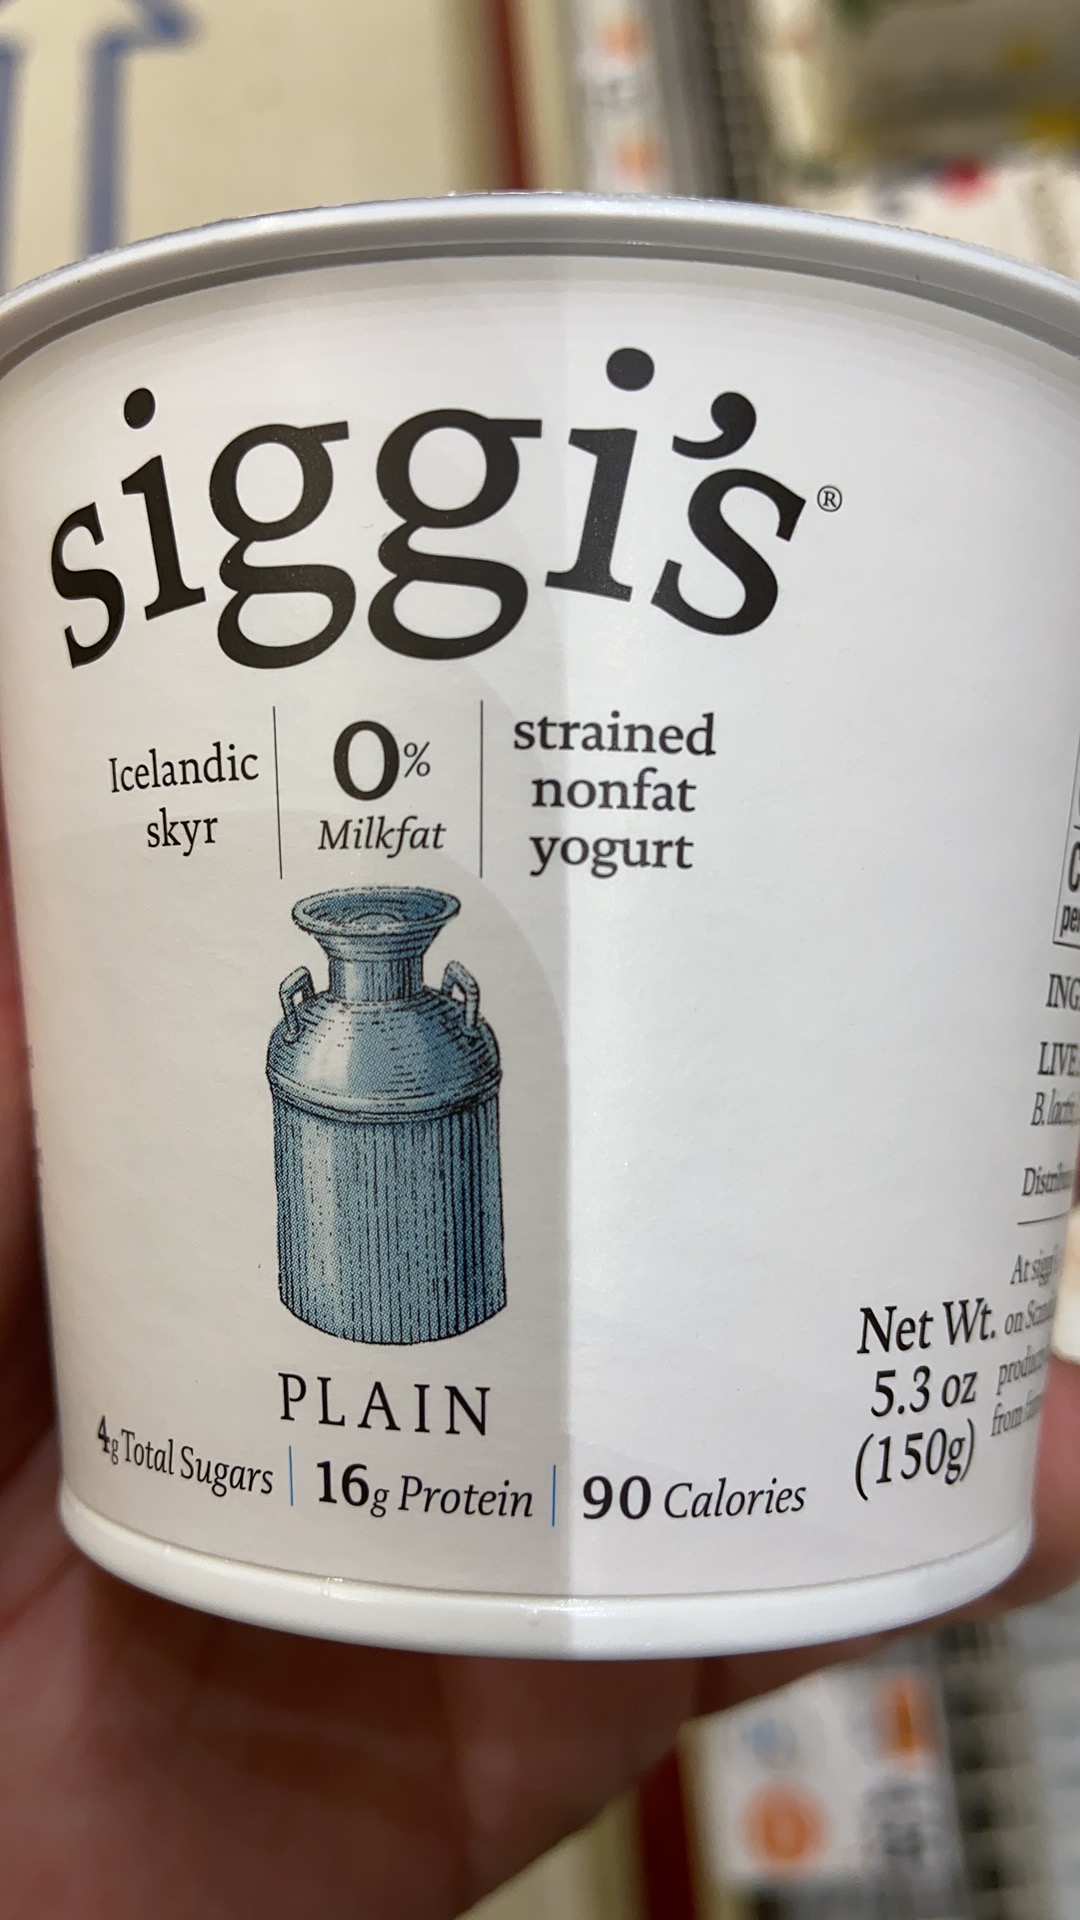 siggi's®
Icelandic
skyr
0%
Milkfat
strained
nonfat
yogurt
PLAIN
4g Total Sugars | 16g Protein | 90 Calories
Net Wt.
5.3 oz
(150g)
B. lactis